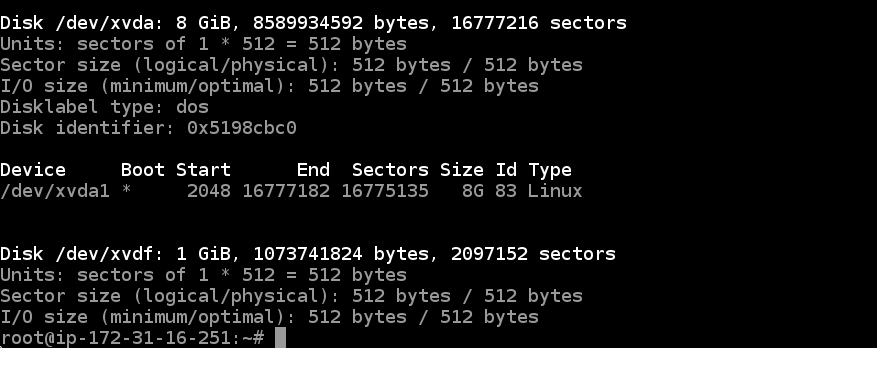 Disk /dev/xvda: 8 GiB, 8589934592 bytes, 16777216 sectors
Units: sectors of 1 * 512 = 512 bytes
Sector size (logical/physical): 512 bytes / 512 bytes
I/O size (minimum/optimal): 512 bytes / 512 bytes
Disklabel type: dos
Disk identifier: 0x5198cbc0
Device     Boot Start      End  Sectors Size Id Type
/dev/xvda1 *     2048 16777182 16775135   8G 83 Linux
Disk /dev/xvdf: 1 GiB, 1073741824 bytes, 2097152 sectors
Units: sectors of 1 * 512 = 512 bytes
Sector size (logical/physical): 512 bytes / 512 bytes
I/O size (minimum/optimal): 512 bytes / 512 bytes
root@ip-172-31-16-251:~#